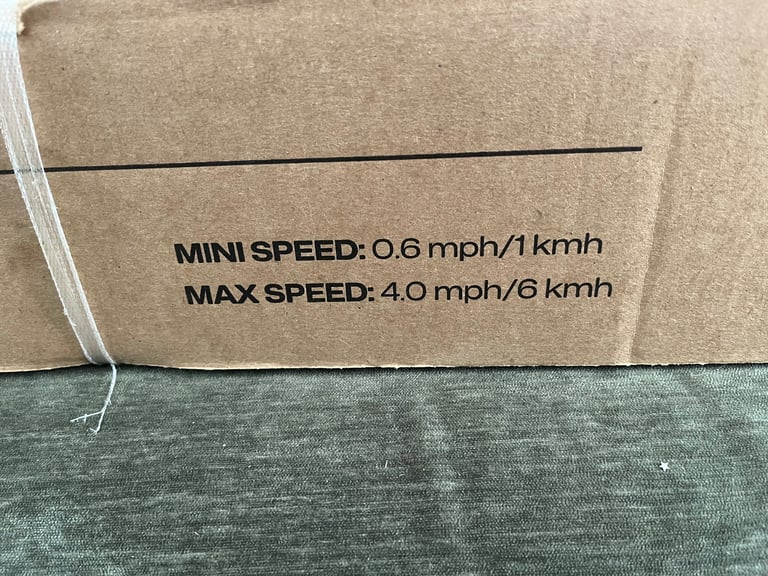 MINI SPEED: 0.6 mph/1 kmh
MAX SPEED: 4.0 mph/6 kmh